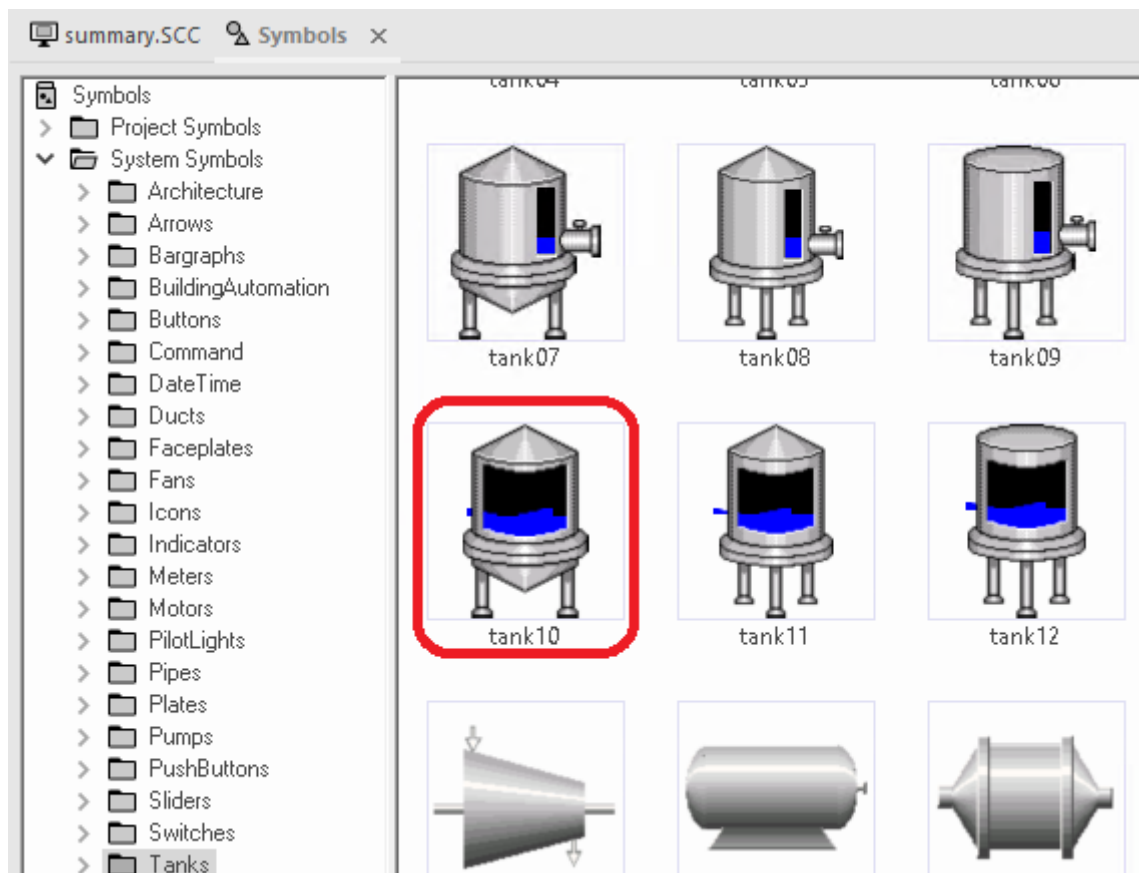 summary.SCC Symbols
Symbols
Project Symbols
System Symbols
Architecture
Arrows
Bargraphs
BuildingAutomation
Buttons
Command
DateTime
Ducts
Faceplates
Fans
Icons
Indicators
Meters
Motors
PilotLights
Pipes
Plates
Pumps
PushButtons
Sliders
Switches
Tanks
tank07 tank08 tank09
tank10 tank11 tank12